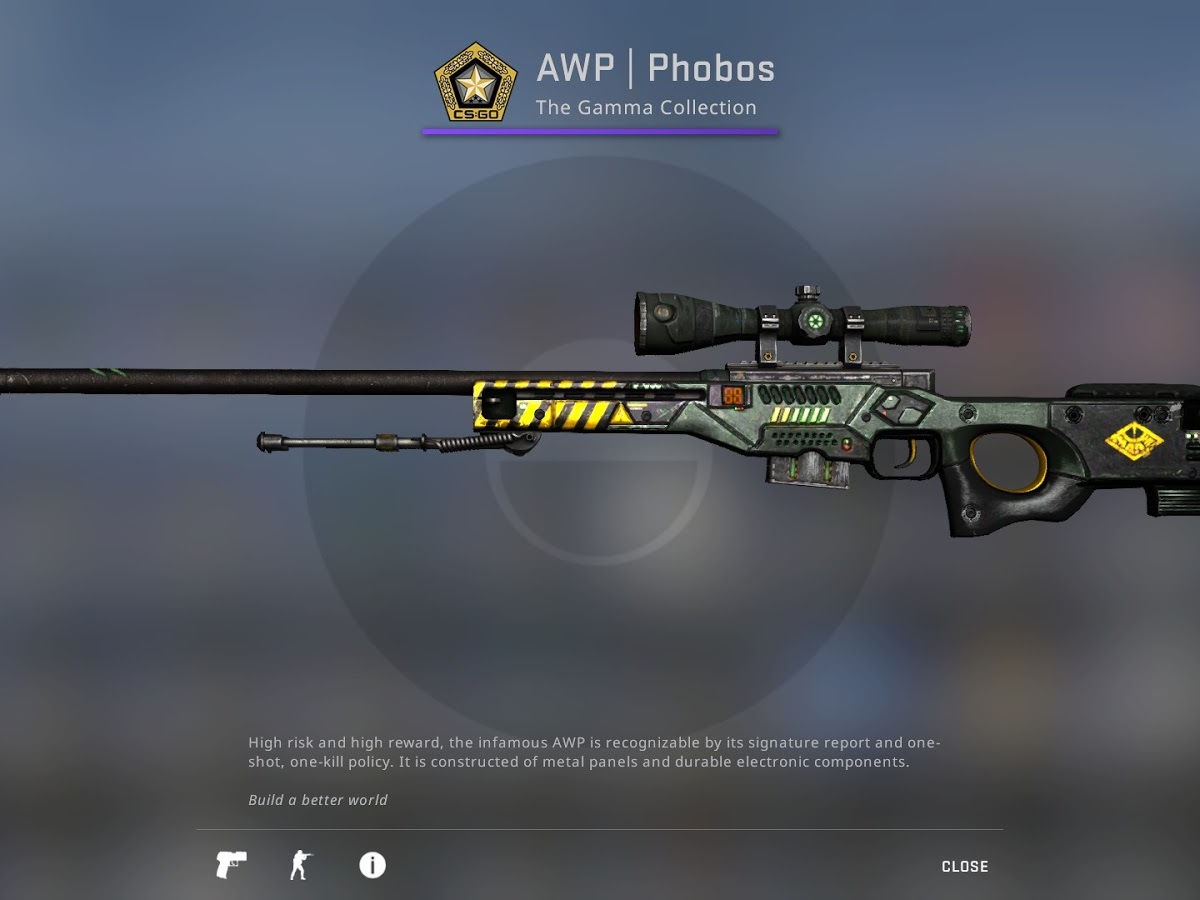 AWP | Phobos
The Gamma Collection
CS:GO
88
High risk and high reward, the infamous AWP is recognizable by its signature report and one-
shot, one-kill policy. It is constructed of metal panels and durable electronic components.
Build a better world
CLOSE